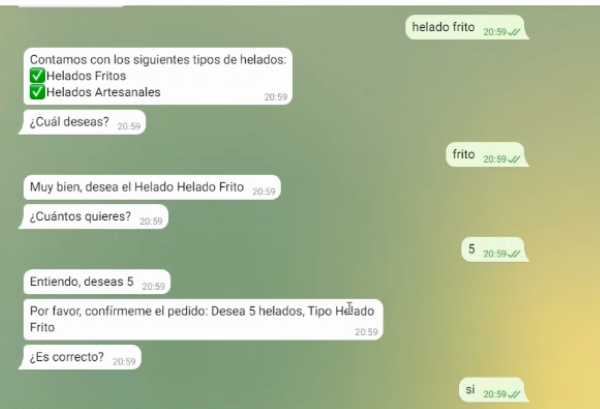 helado frito 20:59
Contamos con los siguientes tipos de helados:
✅Helados Fritos
✅Helados Artesanales
20:59
¿Cuál deseas? 20:59
frito 20:59
Muy bien, desea el Helado Helado Frito 20:59
¿Cuántos quieres? 20:59
5 20:59
Entiendo, deseas 5 20:59
Por favor, confírmeme el pedido: Desea 5 helados, Tipo Helado
Frito
20:59
¿Es correcto? 20:59
si 20:59